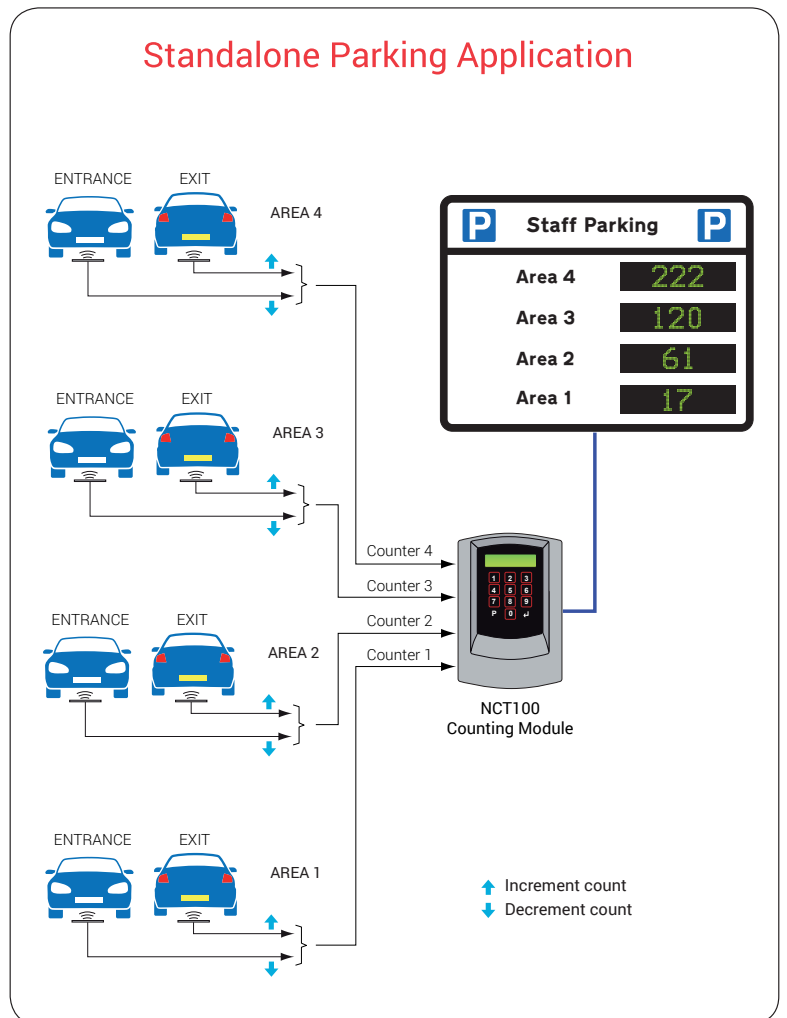 Standalone Parking Application
ENTRANCE EXIT
AREA 4
P Staff Parking P
Area 4 222
Area 3 120
Area 2 61
Area 1 17
ENTRANCE EXIT
AREA 3
Counter 4
Counter 3
Counter 2
Counter 1
1 2 3
4 5 6
7 8 9
P 0 ↵
NCT100
Counting Module
ENTRANCE EXIT
AREA 2
ENTRANCE EXIT
AREA 1
Increment count
Decrement count